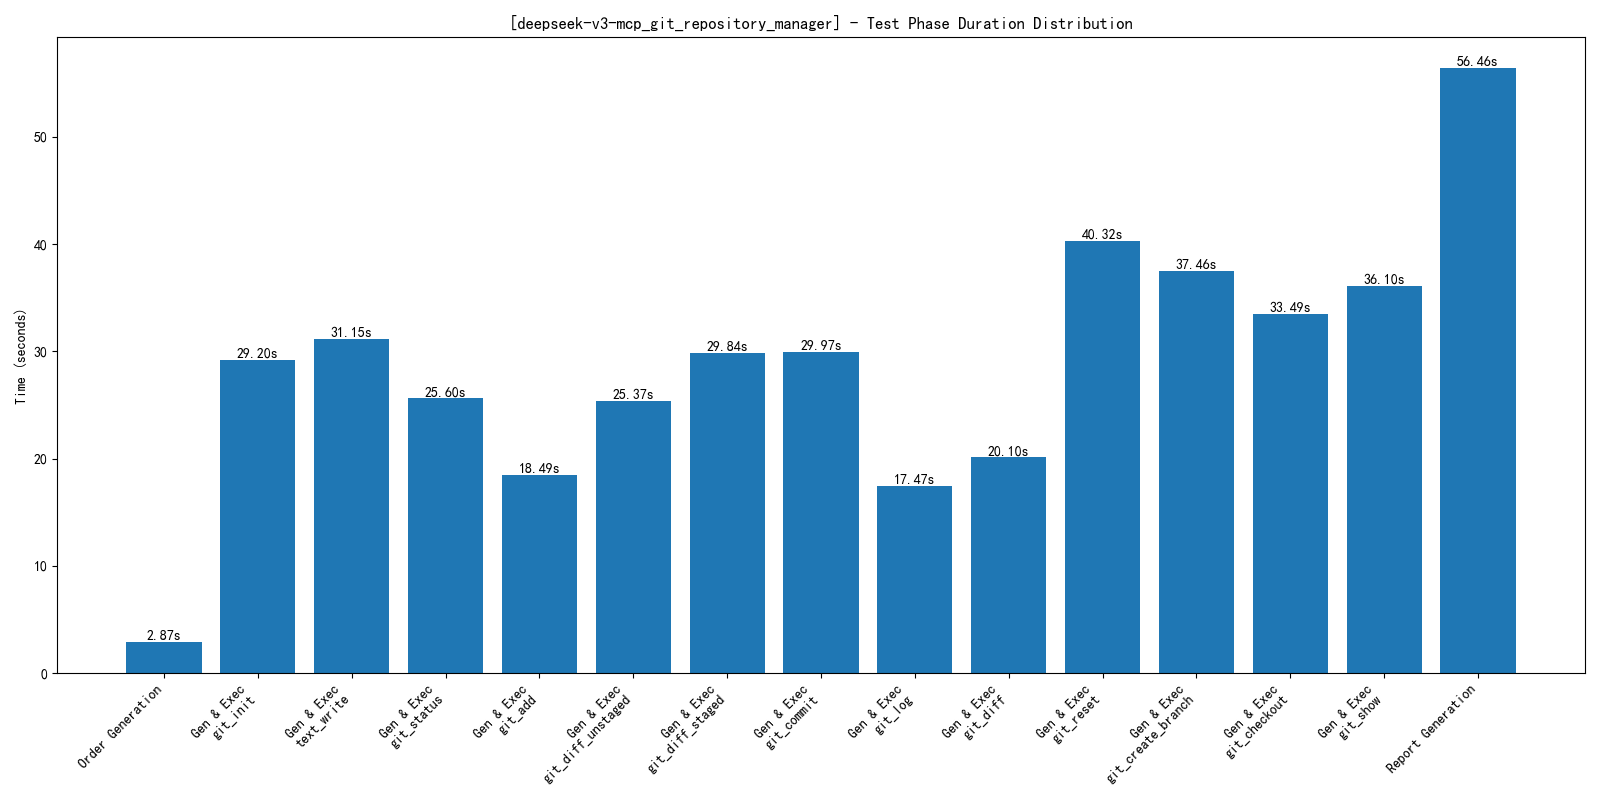 [deepseek-v3-mcp_git_repository_manager] - Test Phase Duration Distribution
Time (seconds)
50
40
30
20
10
0
2.87s
29.20s
31.15s
25.60s
18.49s
25.37s
29.84s
29.97s
17.47s
20.10s
40.32s
37.46s
33.49s
36.10s
56.46s
Order Generation
Gen & Exec
git_init
Gen & Exec
text_write
Gen & Exec
git_status
Gen & Exec
git_add
Gen & Exec
git_diff_unstaged
Gen & Exec
git_diff_staged
Gen & Exec
git_commit
Gen & Exec
git_log
Gen & Exec
git_diff
Gen & Exec
git_reset
Gen & Exec
git_create_branch
Gen & Exec
git_checkout
Gen & Exec
git_show
Report Generation